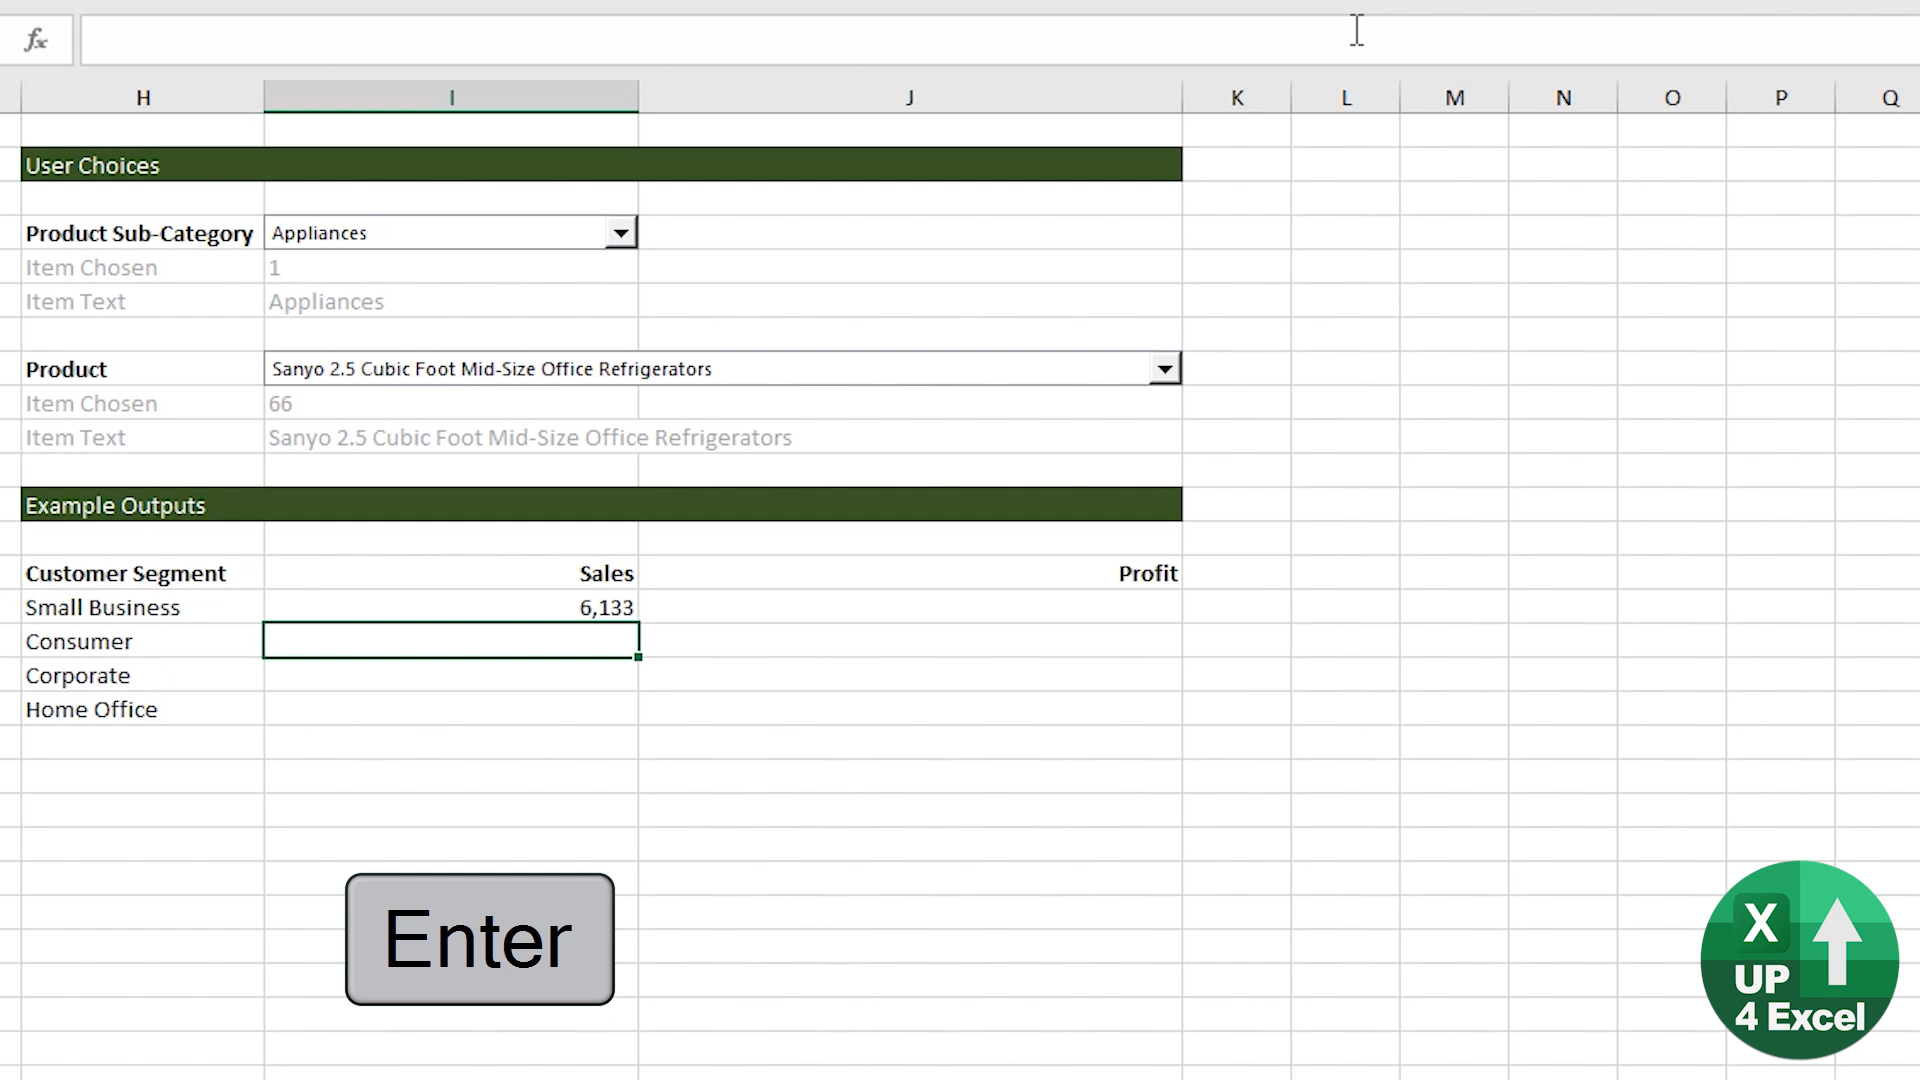 fx
H I J K L M N O P Q
User Choices
Product Sub-Category Appliances
Item Chosen 1
Item Text Appliances
Product Sanyo 2.5 Cubic Foot Mid-Size Office Refrigerators
Item Chosen 66
Item Text Sanyo 2.5 Cubic Foot Mid-Size Office Refrigerators
Example Outputs
Customer Segment Sales Profit
Small Business 6,133
Consumer
Corporate
Home Office
Enter
X
UP
4 Excel